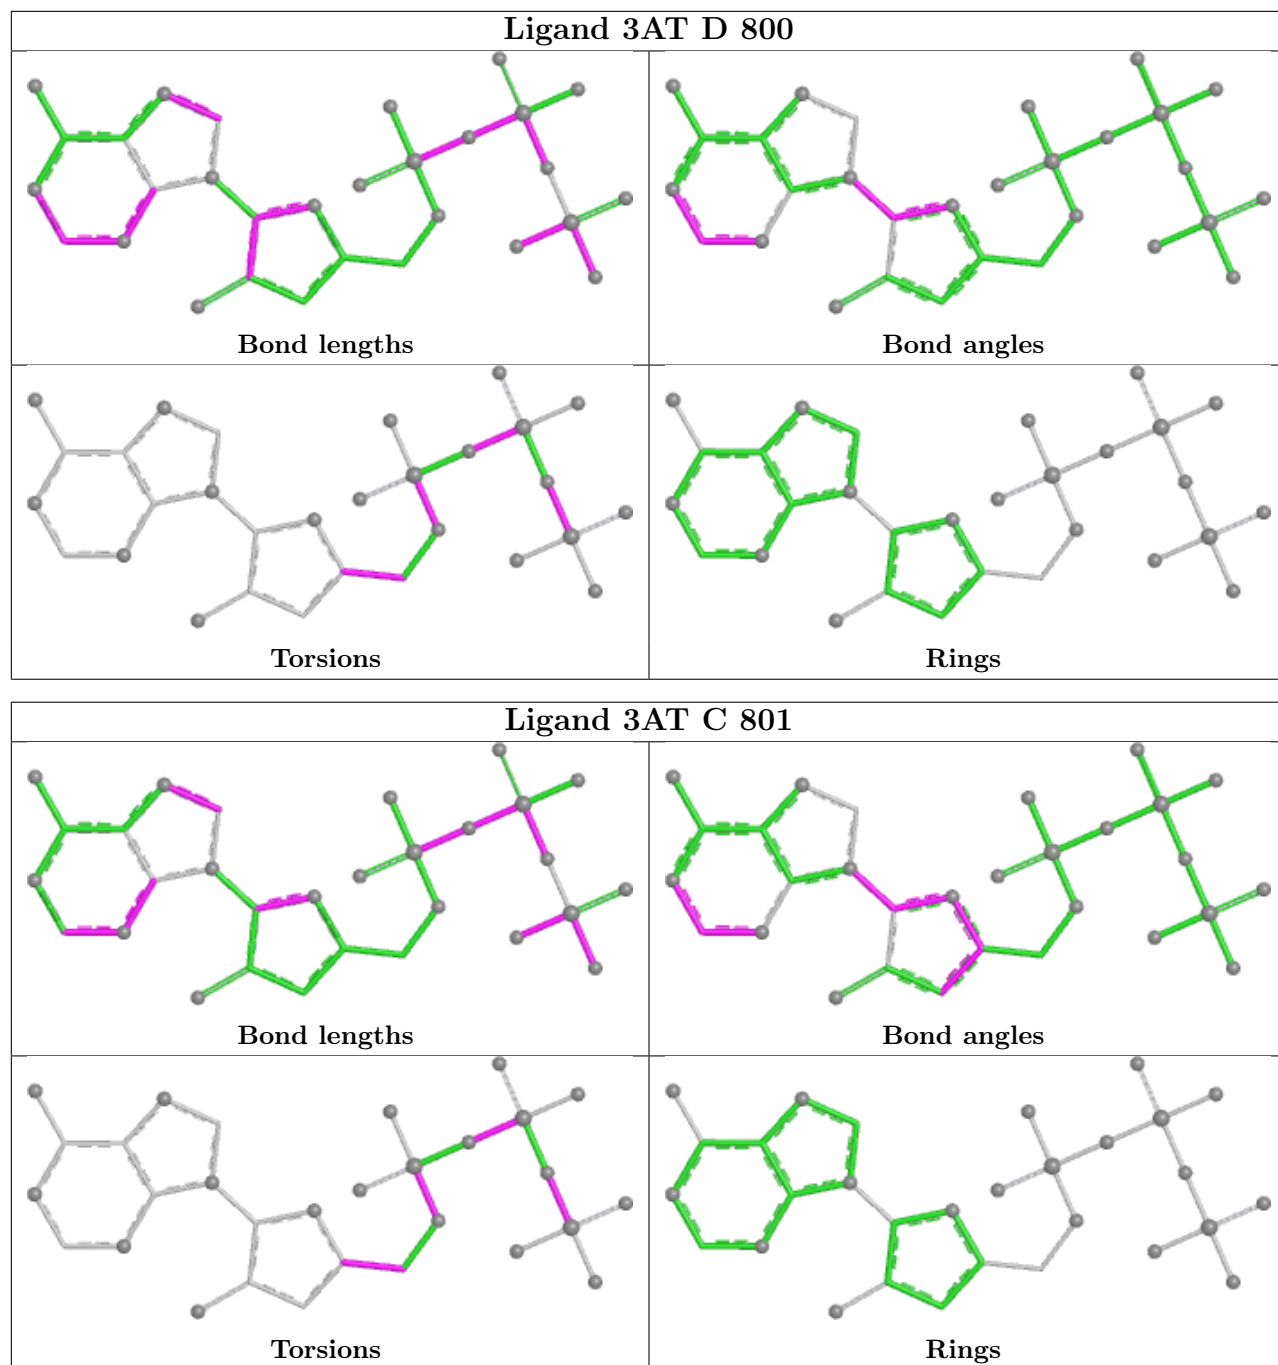 Ligand 3AT D 800
Bond lengths
Bond angles
Torsions
Rings
Ligand 3AT C 801
Bond lengths
Bond angles
Torsions
Rings